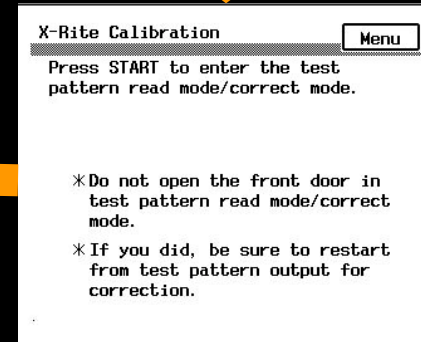 X-Rite Calibration
Menu
Press START to enter the test
pattern read mode/correct mode.
✳Do not open the front door in
test pattern read mode/correct
mode.
✳If you did, be sure to restart
from test pattern output for
correction.